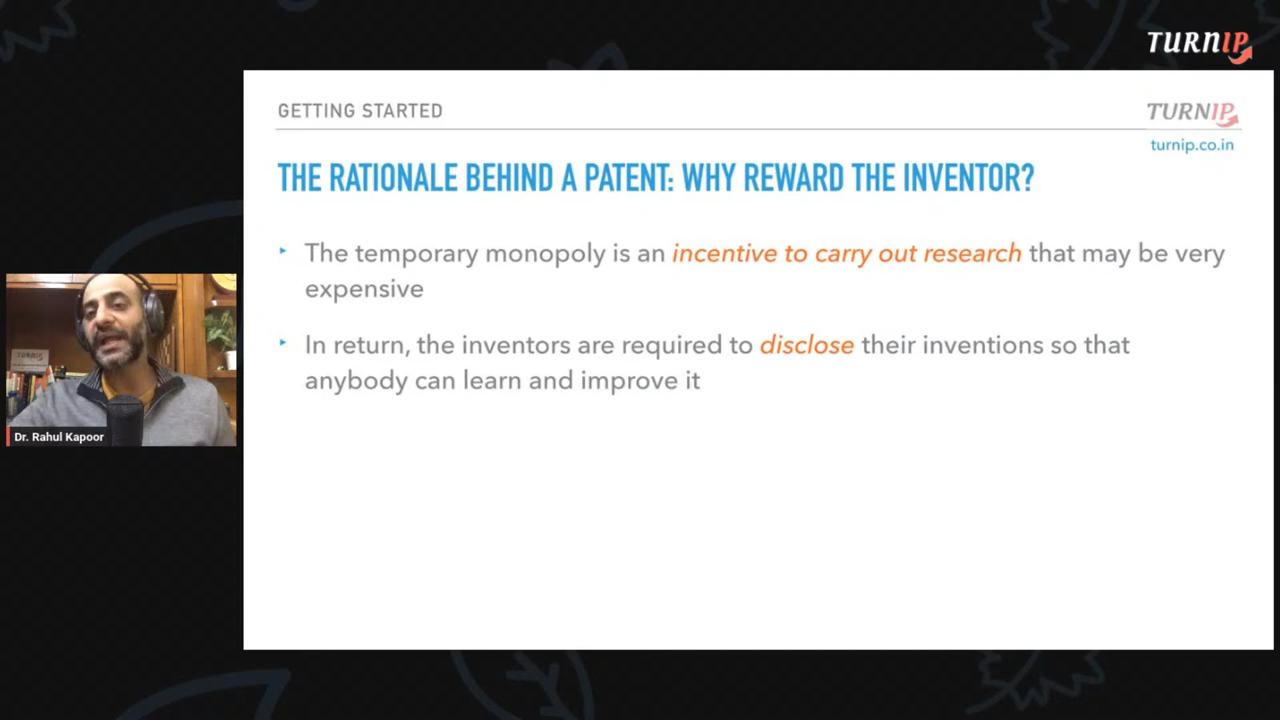 TURNIP
GETTING STARTED
TURNIP
turnip.co.in
THE RATIONALE BEHIND A PATENT: WHY REWARD THE INVENTOR?
‣ The temporary monopoly is an incentive to carry out research that may be very
expensive
‣ In return, the inventors are required to disclose their inventions so that
anybody can learn and improve it
TURNIP
Dr. Rahul Kapoor